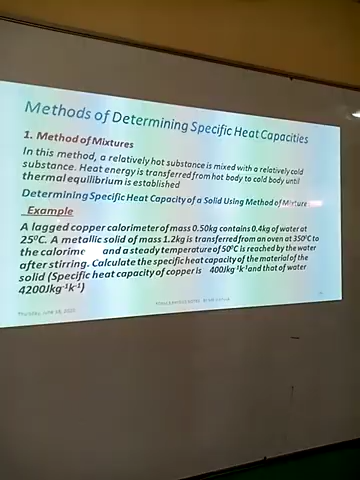 Methods of Determining Specific Heat Capacities
1. Method of Mixtures
In this method, a relatively hot substance is mixed with a relatively cold
substance. Heat energy is transferred from hot body to cold body until
thermal equilibrium is established
Determining Specific Heat Capacity of a Solid Using Method of Mixture
Example
A lagged copper calorimeter of mass 0.50kg contains 0.4kg of water at
25⁰C. A metallic solid of mass 1.2kg is transferred from an oven at 350⁰C to
the calorime and a steady temperature of 50⁰C is reached by the water
after stirring. Calculate the specific heat capacity of the material of the
solid (Specific heat capacity of copper is 400Jkg⁻¹k⁻¹and that of water
4200Jkg⁻¹k⁻¹)
Thursday, June 18,